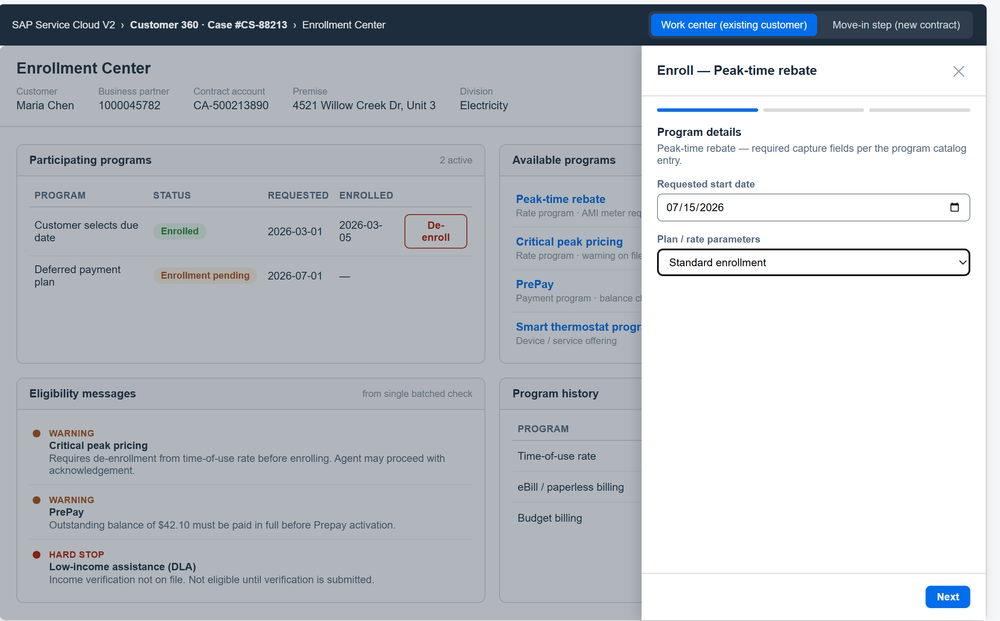 SAP Service Cloud V2 › Customer 360 · Case #CS-88213 › Enrollment Center
Work center (existing customer)
Move-in step (new contract)
Enrollment Center
Customer
Maria Chen
Business partner
1000045782
Contract account
CA-500213890
Premise
4521 Willow Creek Dr, Unit 3
Division
Electricity
Participating programs
2 active
PROGRAM STATUS REQUESTED ENROLLED
Customer selects due
date
Enrolled
2026-03-01
2026-03-
05
De-
enroll
Deferred payment
plan
Enrollment pending
2026-07-01
—
Available programs
Peak-time rebate
Rate program · AMI meter req
Critical peak pricing
Rate program · warning on file
PrePay
Payment program · balance
Smart thermostat progr
Device / service offering
Eligibility messages
from single batched check
WARNING
Critical peak pricing
Requires de-enrollment from time-of-use rate before enrolling. Agent may proceed with
acknowledgement.
WARNING
PrePay
Outstanding balance of $42.10 must be paid in full before Prepay activation.
HARD STOP
Low-income assistance (DLA)
Income verification not on file. Not eligible until verification is submitted.
Program history
PROGRAM
Time-of-use rate
eBill / paperless billing
Budget billing
Enroll — Peak-time rebate
Program details
Peak-time rebate — required capture fields per the program catalog
entry.
Requested start date
07/15/2026
Plan / rate parameters
Standard enrollment
Next